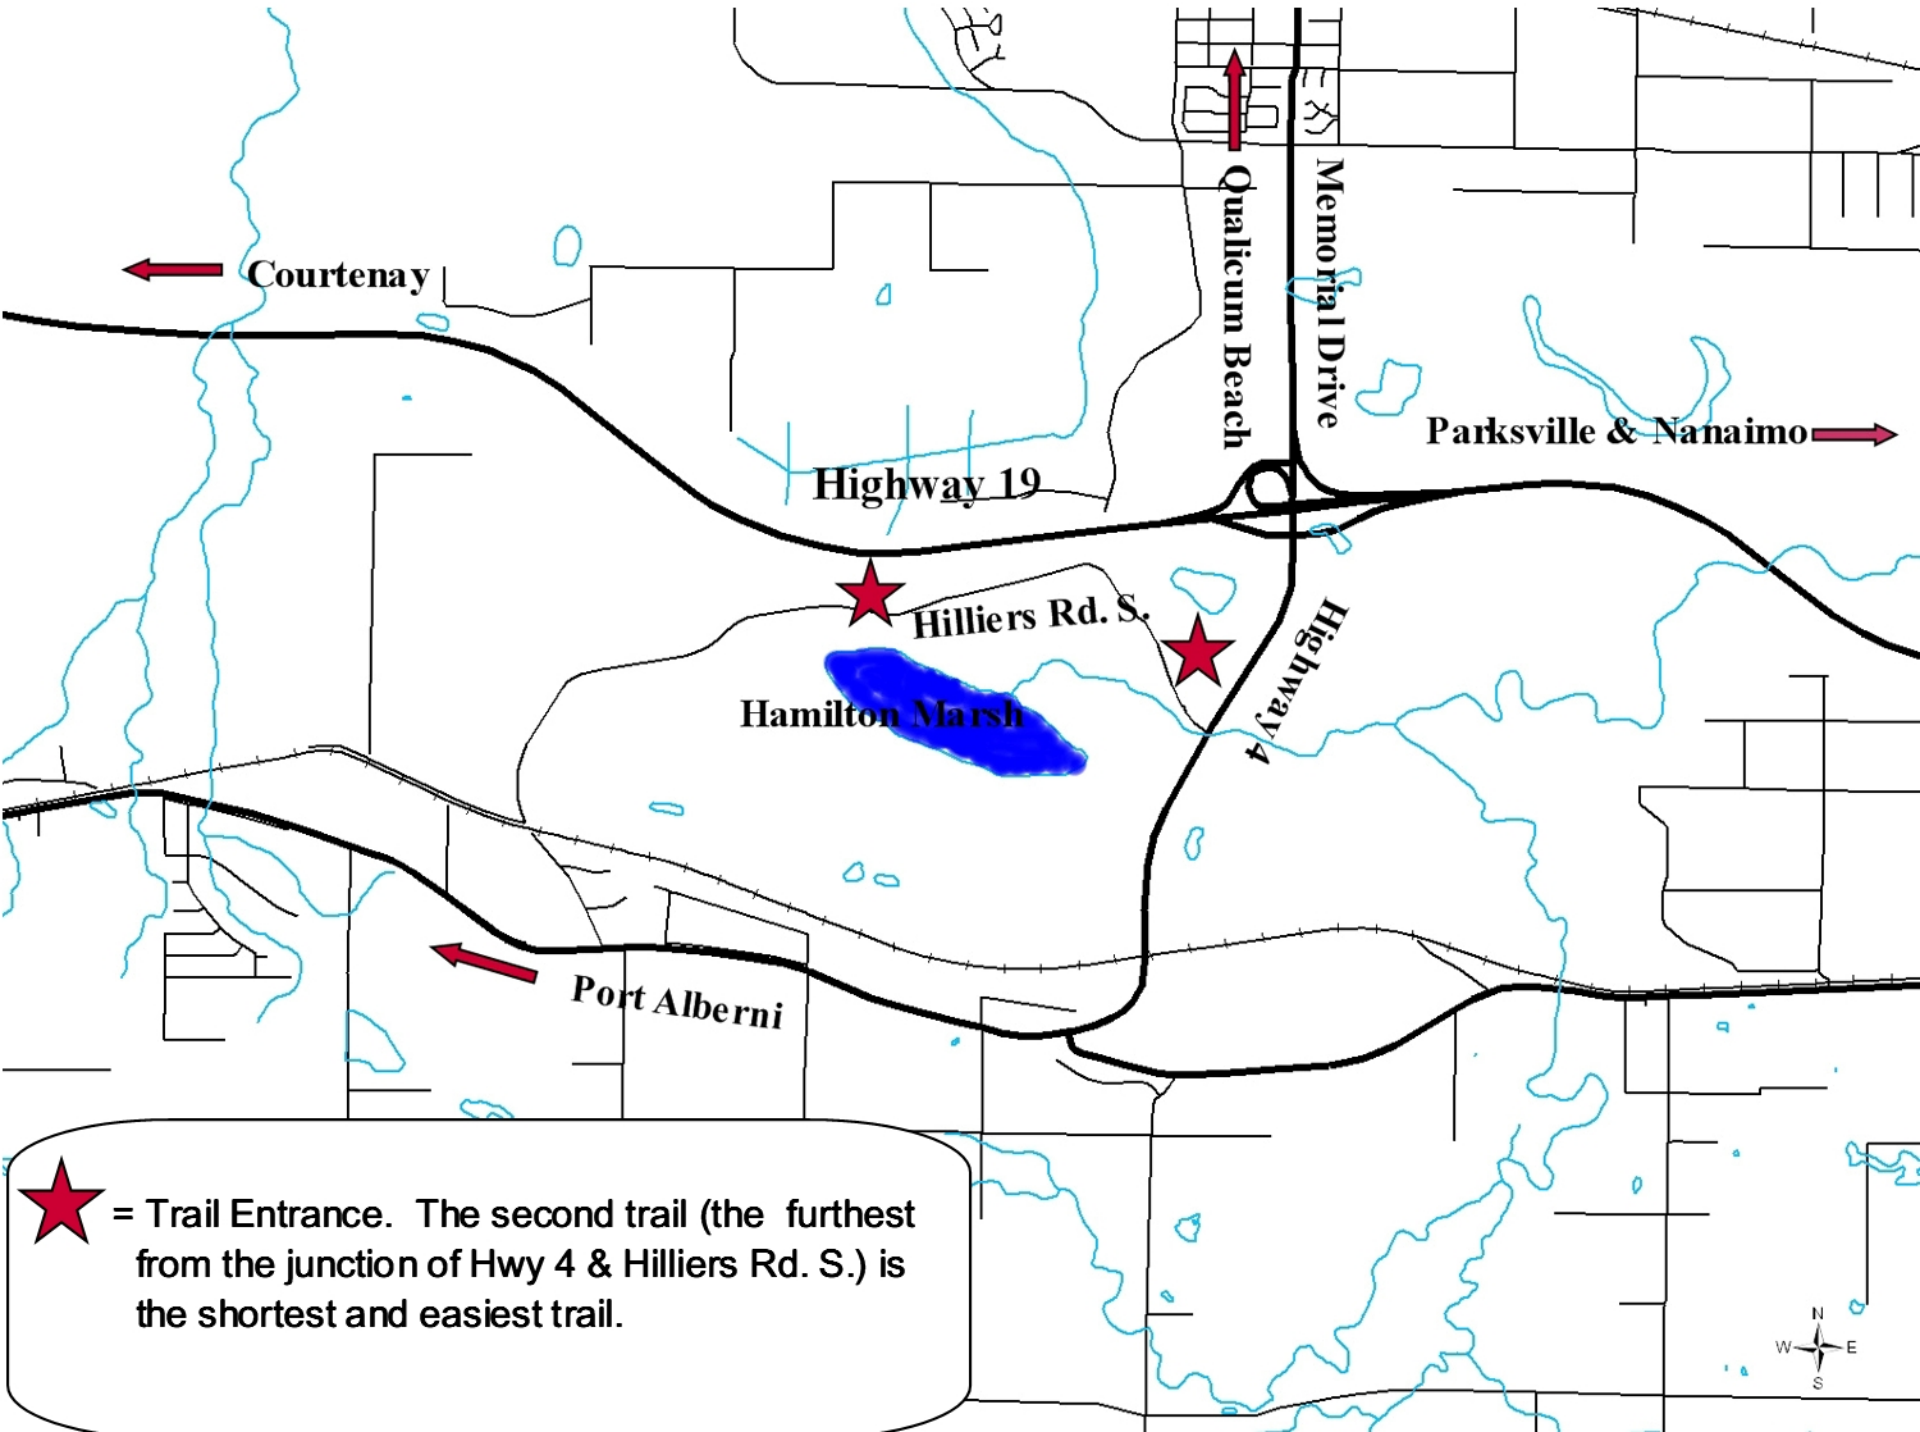 Qualicum Beach
Memorial Drive
Courtenay
Parksville & Nanaimo
Highway 19
Hilliers Rd. S.
Highway 4
Hamilton Marsh
Port Alberni
= Trail Entrance. The second trail (the furthest
from the junction of Hwy 4 & Hilliers Rd. S.) is
the shortest and easiest trail.
N
W E
S